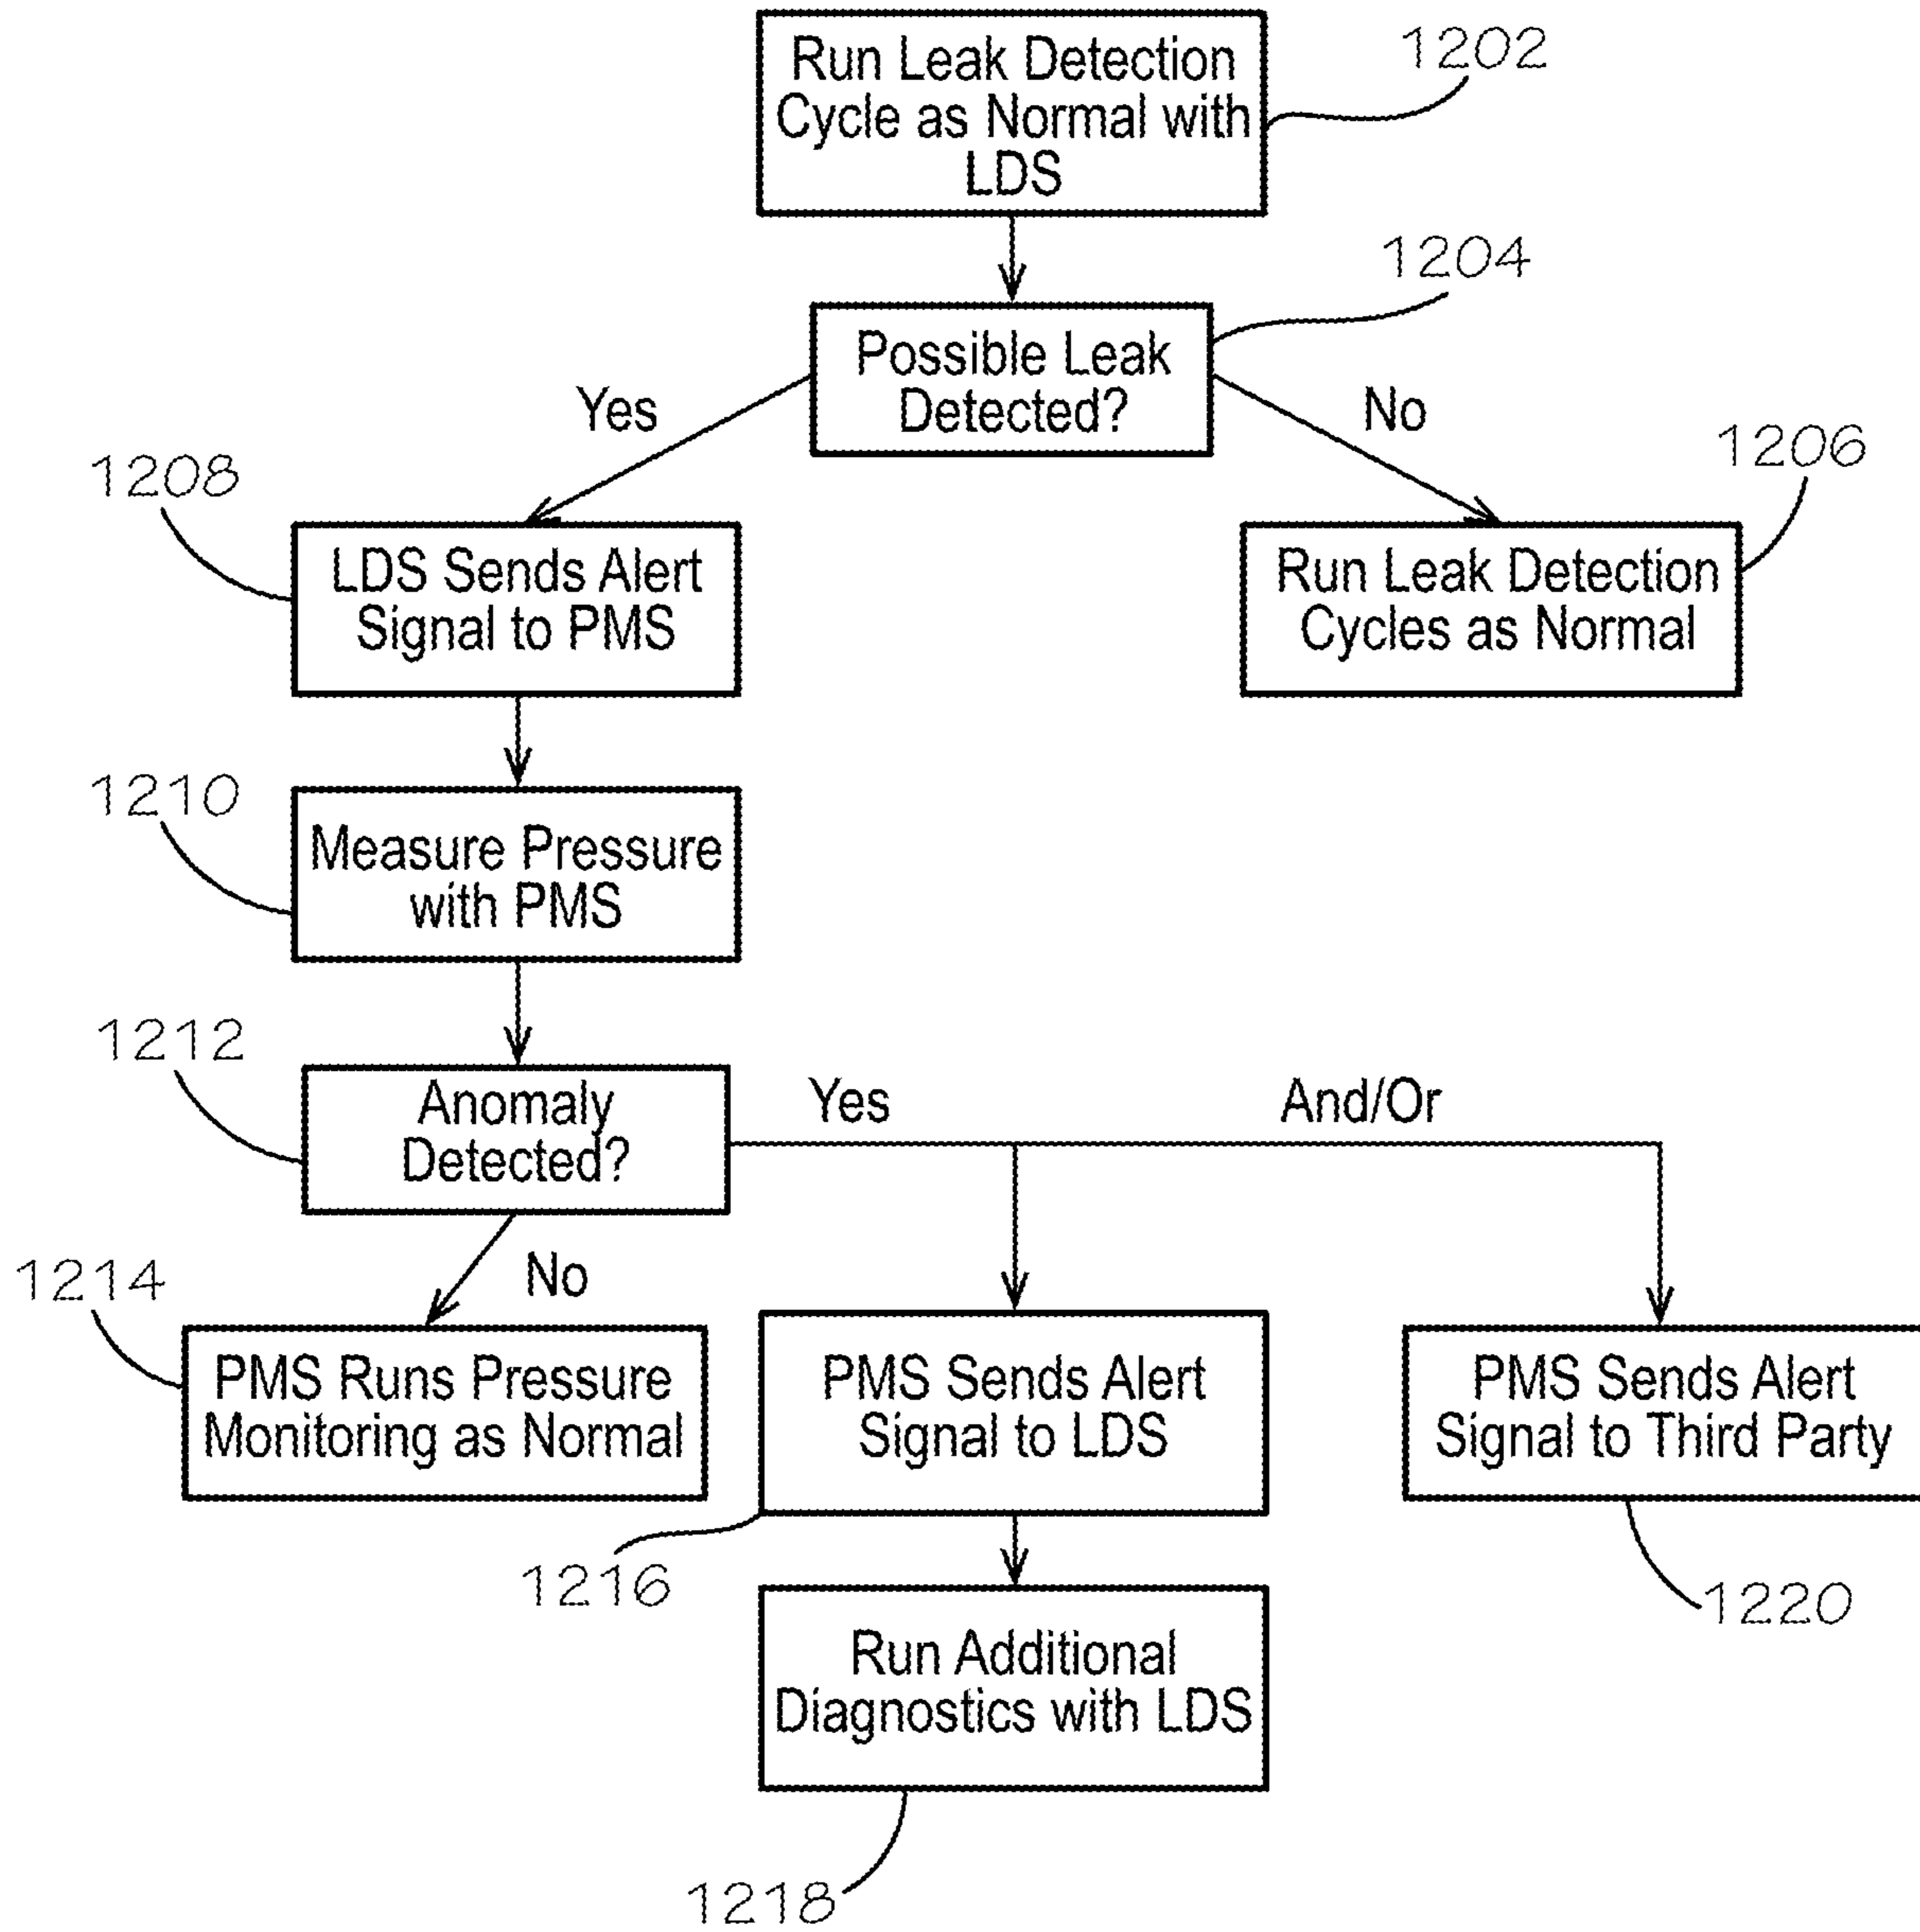 Run Leak Detection
Cycle as Normal with
LDS
1202
1204
Possible Leak
Detected?
Yes
No
1208
1206
LDS Sends Alert
Signal to PMS
Run Leak Detection
Cycles as Normal
1210
Measure Pressure
with PMS
1212
Anomaly
Detected?
Yes
And/Or
No
1214
PMS Runs Pressure
Monitoring as Normal
PMS Sends Alert
Signal to LDS
PMS Sends Alert
Signal to Third Party
1216
1220
Run Additional
Diagnostics with LDS
1218